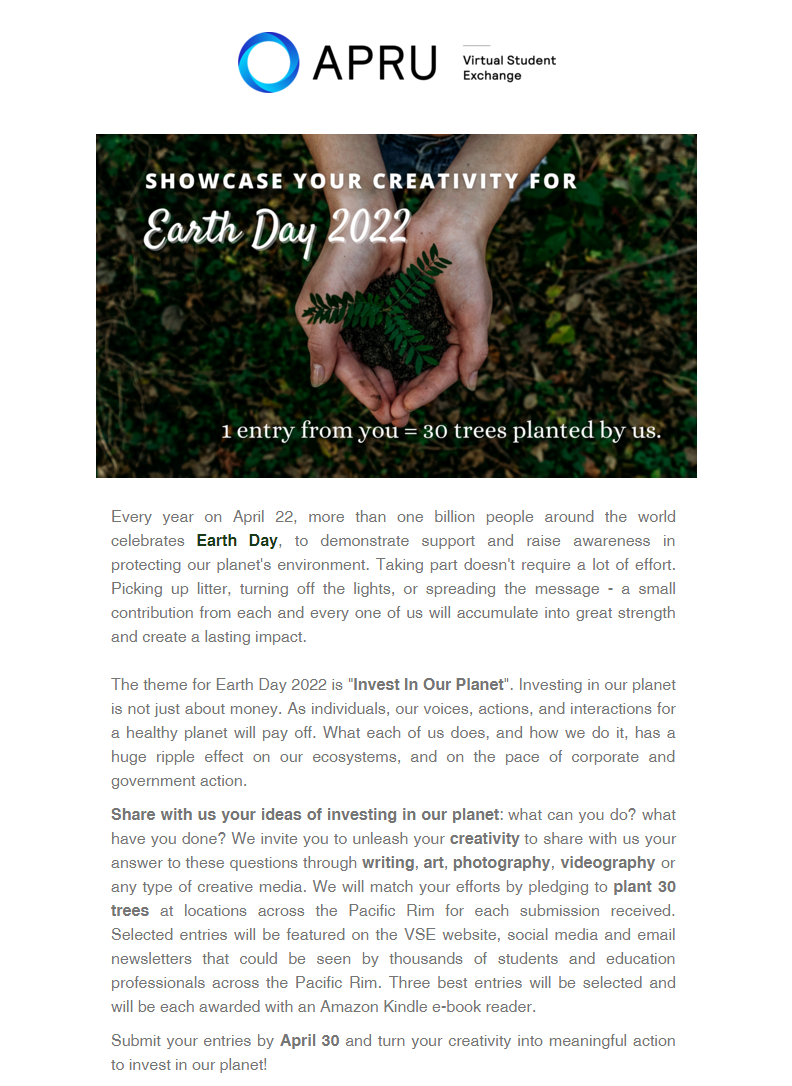 APRU
Virtual Student
Exchange
SHOWCASE YOUR CREATIVITY FOR
Earth Day 2022
1 entry from you = 30 trees planted by us.
Every year on April 22, more than one billion people around the world
celebrates Earth Day, to demonstrate support and raise awareness in
protecting our planet's environment. Taking part doesn't require a lot of effort.
Picking up litter, turning off the lights, or spreading the message - a small
contribution from each and every one of us will accumulate into great strength
and create a lasting impact.
The theme for Earth Day 2022 is "Invest In Our Planet". Investing in our planet
is not just about money. As individuals, our voices, actions, and interactions for
a healthy planet will pay off. What each of us does, and how we do it, has a
huge ripple effect on our ecosystems, and on the pace of corporate and
government action.
Share with us your ideas of investing in our planet: what can you do? what
have you done? We invite you to unleash your creativity to share with us your
answer to these questions through writing, art, photography, videography or
any type of creative media. We will match your efforts by pledging to plant 30
trees at locations across the Pacific Rim for each submission received.
Selected entries will be featured on the VSE website, social media and email
newsletters that could be seen by thousands of students and education
professionals across the Pacific Rim. Three best entries will be selected and
will be each awarded with an Amazon Kindle e-book reader.
Submit your entries by April 30 and turn your creativity into meaningful action
to invest in our planet!